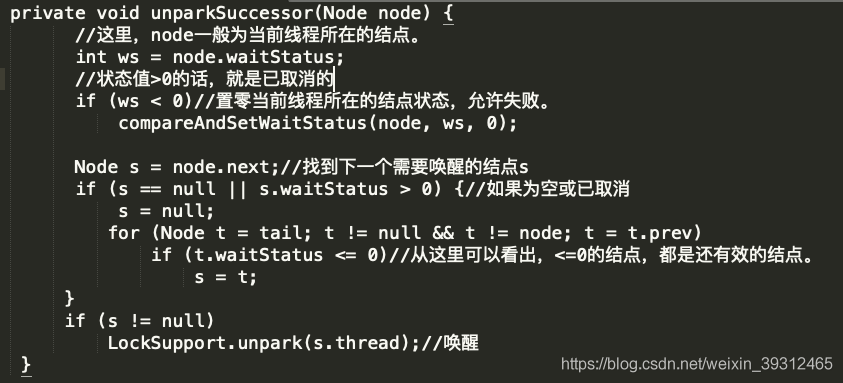 private void unparkSuccessor(Node node) {
//这里，node一般为当前线程所在的结点。
int ws = node.waitStatus;
//状态值>0的话，就是已取消的
if (ws < 0)//置零当前线程所在的结点状态，允许失败。
compareAndSetWaitStatus(node, ws, 0);
Node s = node.next;//找到下一个需要唤醒的结点s
if (s == null || s.waitStatus > 0) {//如果为空或已取消
s = null;
for (Node t = tail; t != null && t != node; t = t.prev)
if (t.waitStatus <= 0)//从这里可以看出，<=0的结点，都是还有效的结点。
s = t;
}
if (s != null)
LockSupport.unpark(s.thread);//唤醒
}
https://blog.csdn.net/weixin_39312465